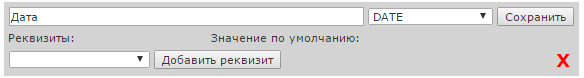 Дата DATE Сохранить
Реквизиты: Значение по умолчанию:
Добавить реквизит X